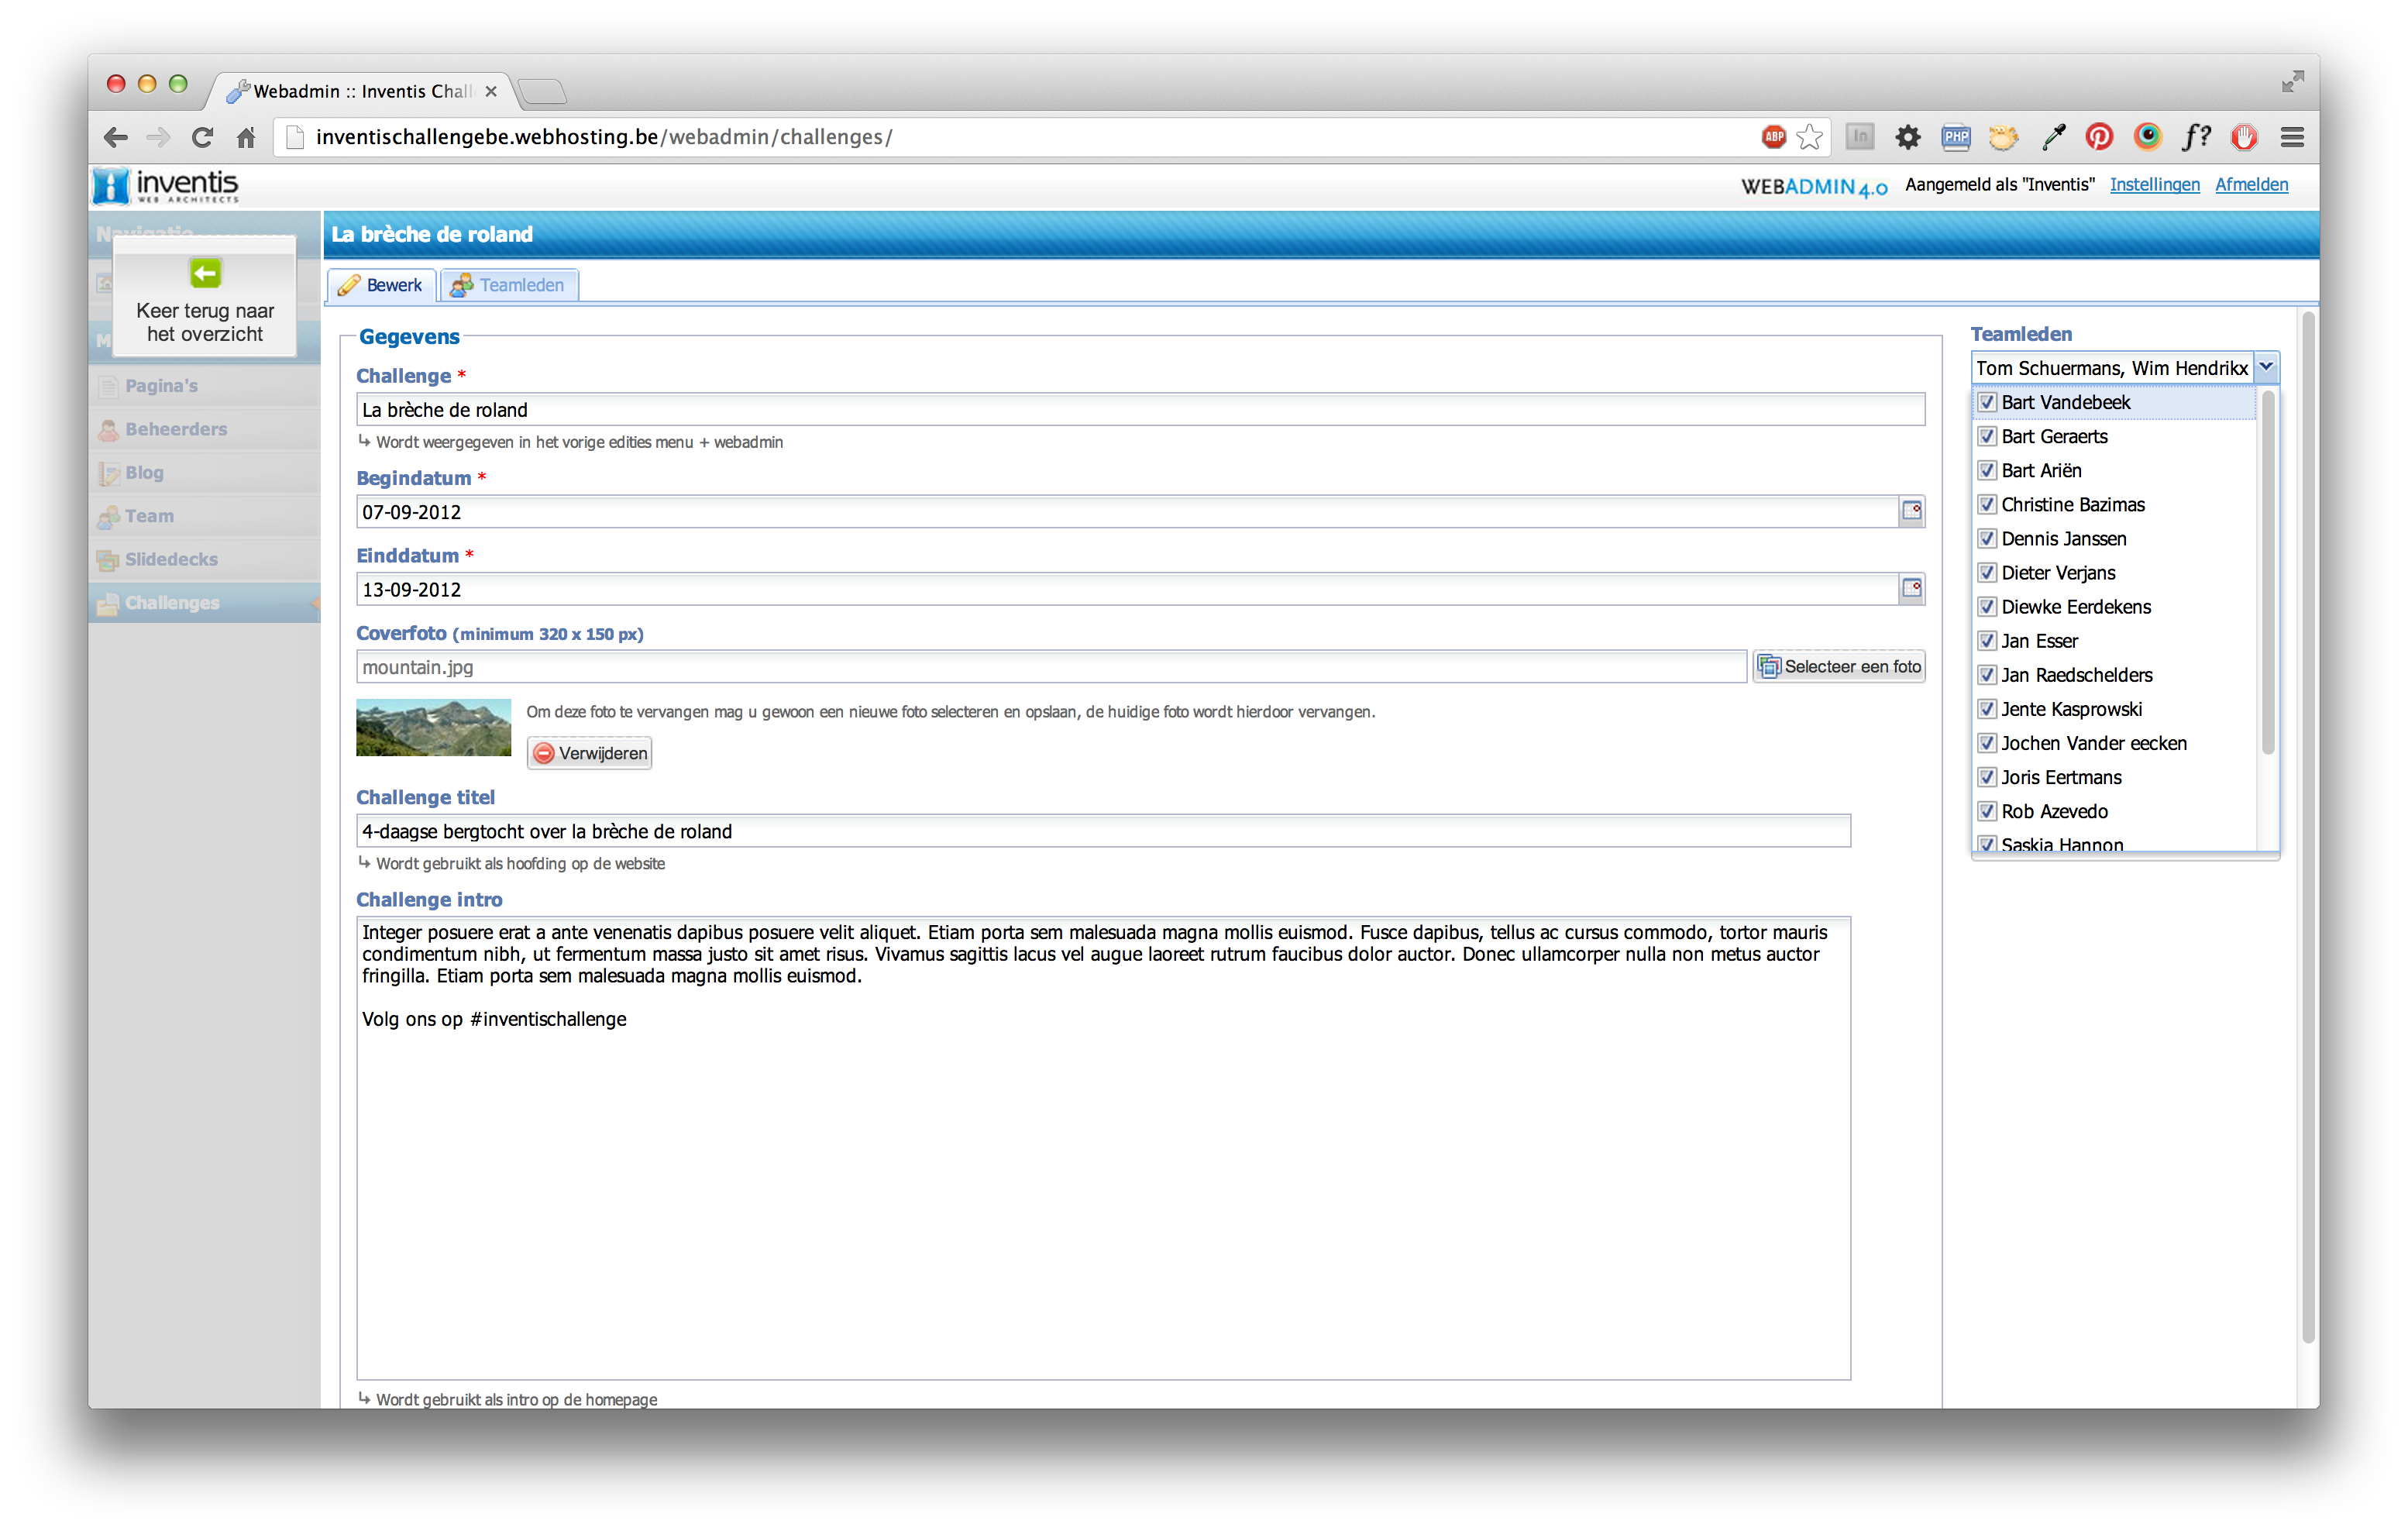 Webadmin :: Inventis Chall
inventischallengebe.webhosting.be/webadmin/challenges/
ABP
In
PHP
f?
inventis
WEB ARCHITECTS
WEBADMIN 4.0
Aangemeld als "Inventis"
Instellingen
Afmelden
Navigatie
Keer terug naar
het overzicht
M
Pagina's
Beheerders
Blog
Team
Slidedecks
Challenges
La brèche de roland
Bewerk
Teamleden
Gegevens
Challenge *
La brèche de roland
↳ Wordt weergegeven in het vorige edities menu + webadmin
Begindatum *
07-09-2012
Einddatum *
13-09-2012
Coverfoto (minimum 320 x 150 px)
mountain.jpg
Selecteer een foto
Om deze foto te vervangen mag u gewoon een nieuwe foto selecteren en opslaan, de huidige foto wordt hierdoor vervangen.
Verwijderen
Challenge titel
4-daagse bergtocht over la brèche de roland
↳ Wordt gebruikt als hoofding op de website
Challenge intro
Integer posuere erat a ante venenatis dapibus posuere velit aliquet. Etiam porta sem malesuada magna mollis euismod. Fusce dapibus, tellus ac cursus commodo, tortor mauris
condimentum nibh, ut fermentum massa justo sit amet risus. Vivamus sagittis lacus vel augue laoreet rutrum faucibus dolor auctor. Donec ullamcorper nulla non metus auctor
fringilla. Etiam porta sem malesuada magna mollis euismod.
Volg ons op #inventischallenge
↳ Wordt gebruikt als intro op de homepage
Teamleden
Tom Schuermans, Wim Hendrikx
Bart Vandebeek
Bart Geraerts
Bart Ariën
Christine Bazimas
Dennis Janssen
Dieter Verjans
Diewke Eerdekens
Jan Esser
Jan Raedschelders
Jente Kasprowski
Jochen Vander eecken
Joris Eertmans
Rob Azevedo
Saskia Hannon